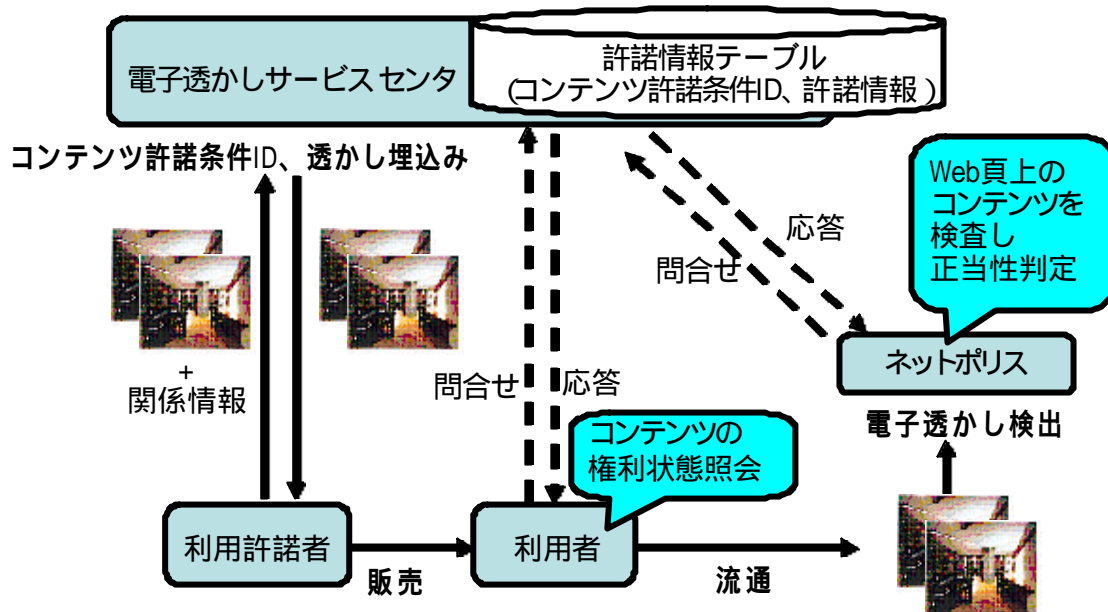 電子透かしサービスセンタ
許諾情報テーブル
(コンテンツ許諾条件ID、許諾情報)
コンテンツ許諾条件ID、透かし埋込み
Web頁上の
コンテンツを
検査し
正当性判定
応答
問合せ
ネットポリス
+
関係情報
問合せ
応答
電子透かし検出
コンテンツの
権利状態照会
利用許諾者
利用者
販売
流通